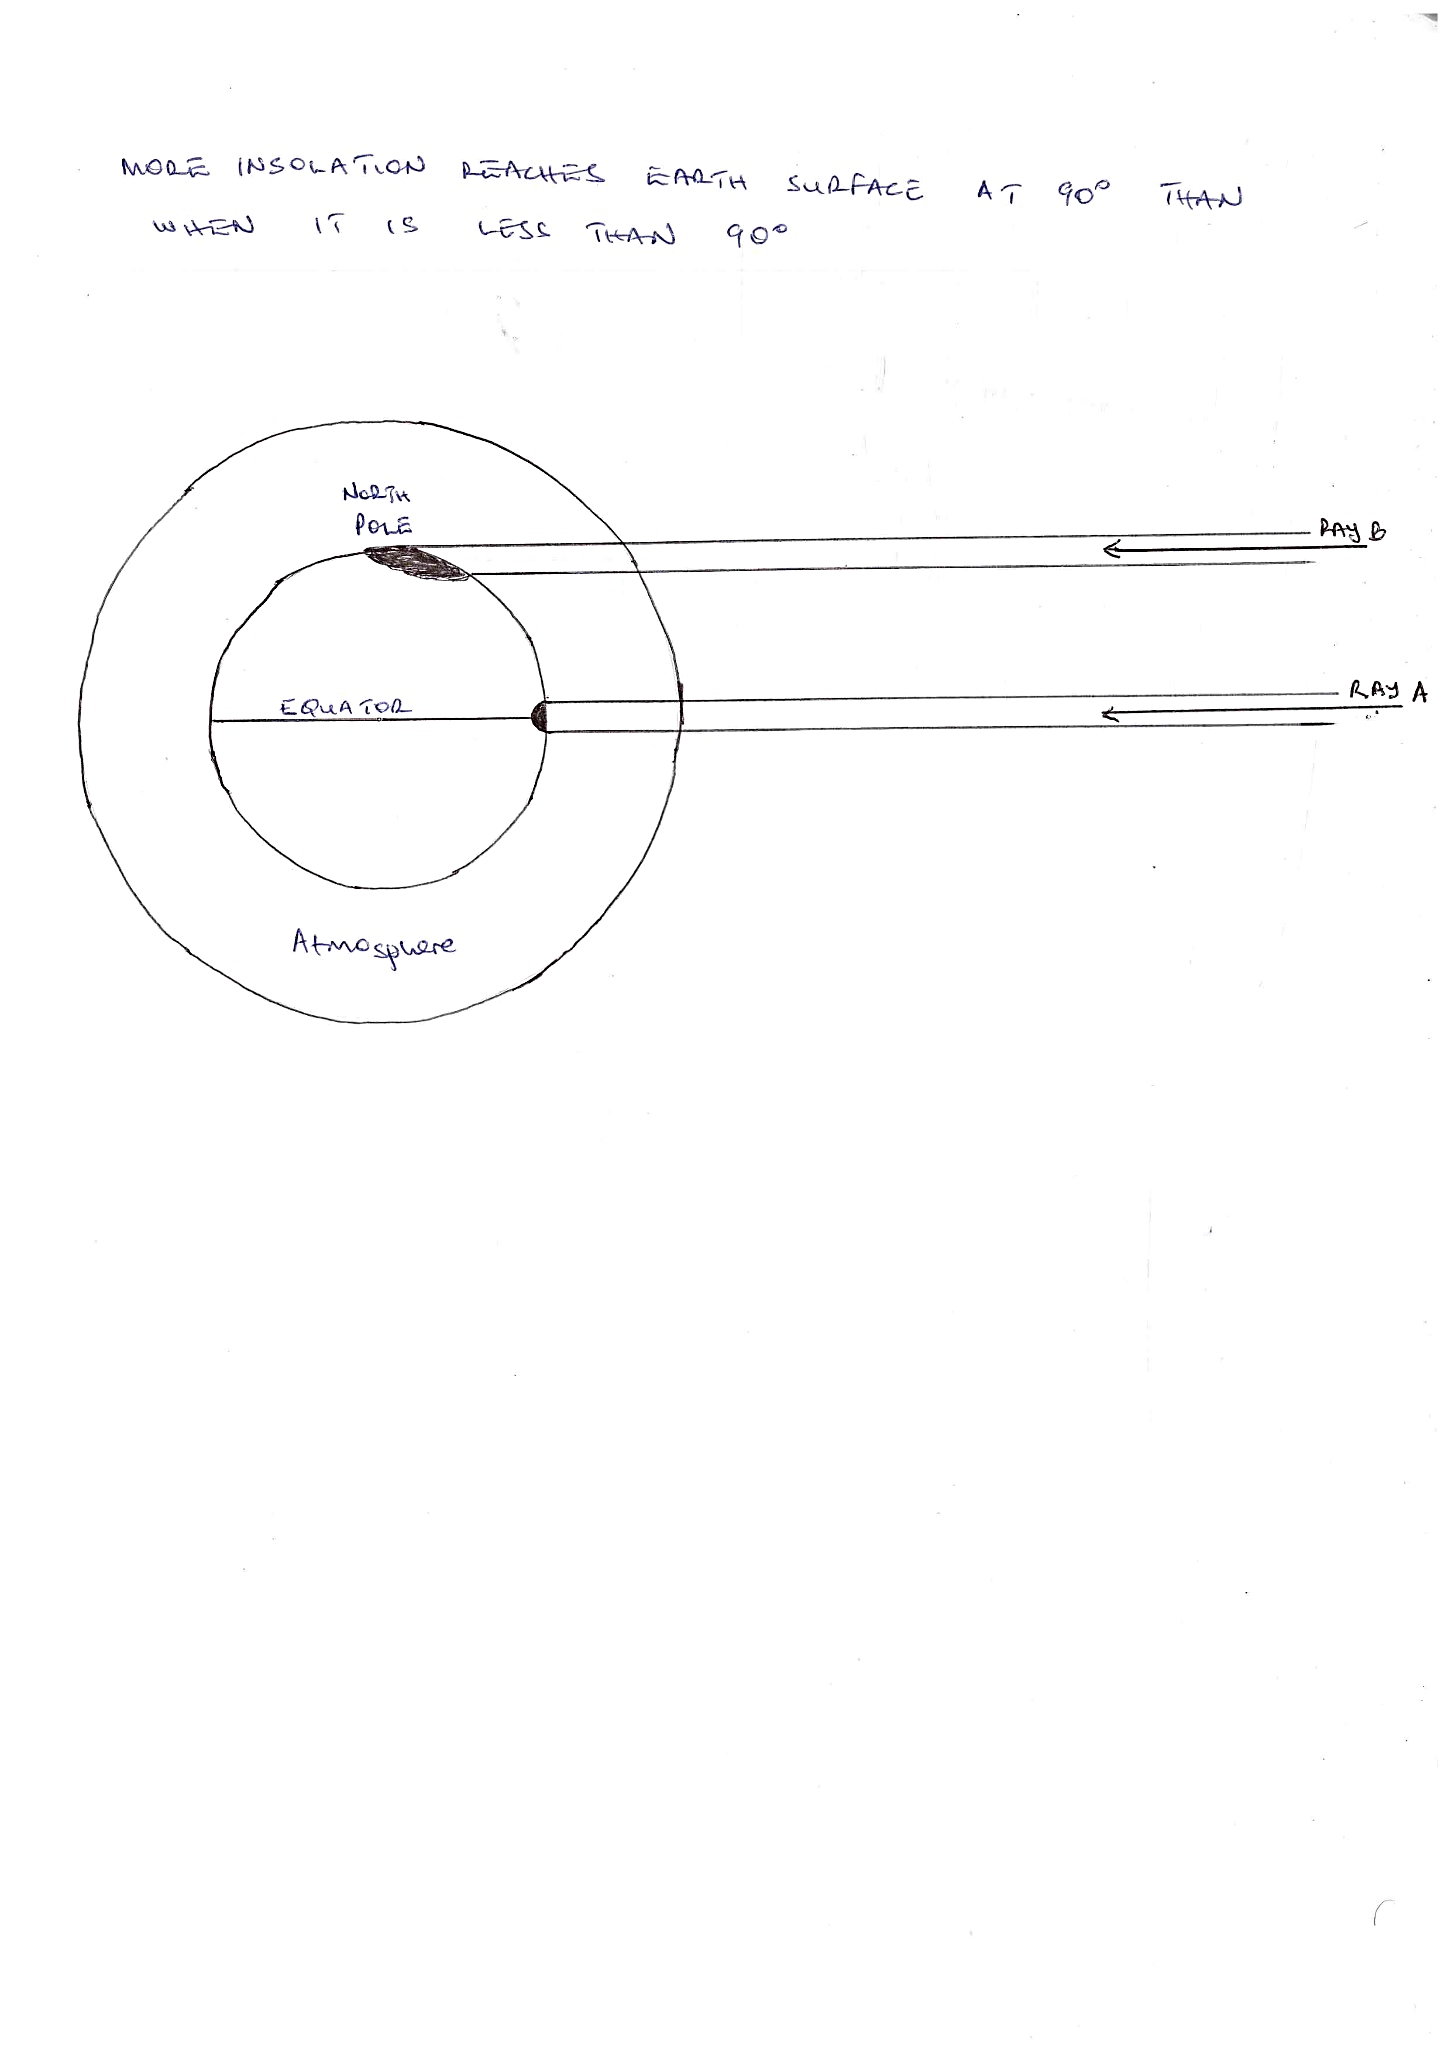 MORE INSOLATION REACHES EARTH SURFACE AT 90° THAN
WHEN IT IS LESS THAN 90°
NORTH
POLE
RAY B
EQUATOR
RAY A
Atmosphere